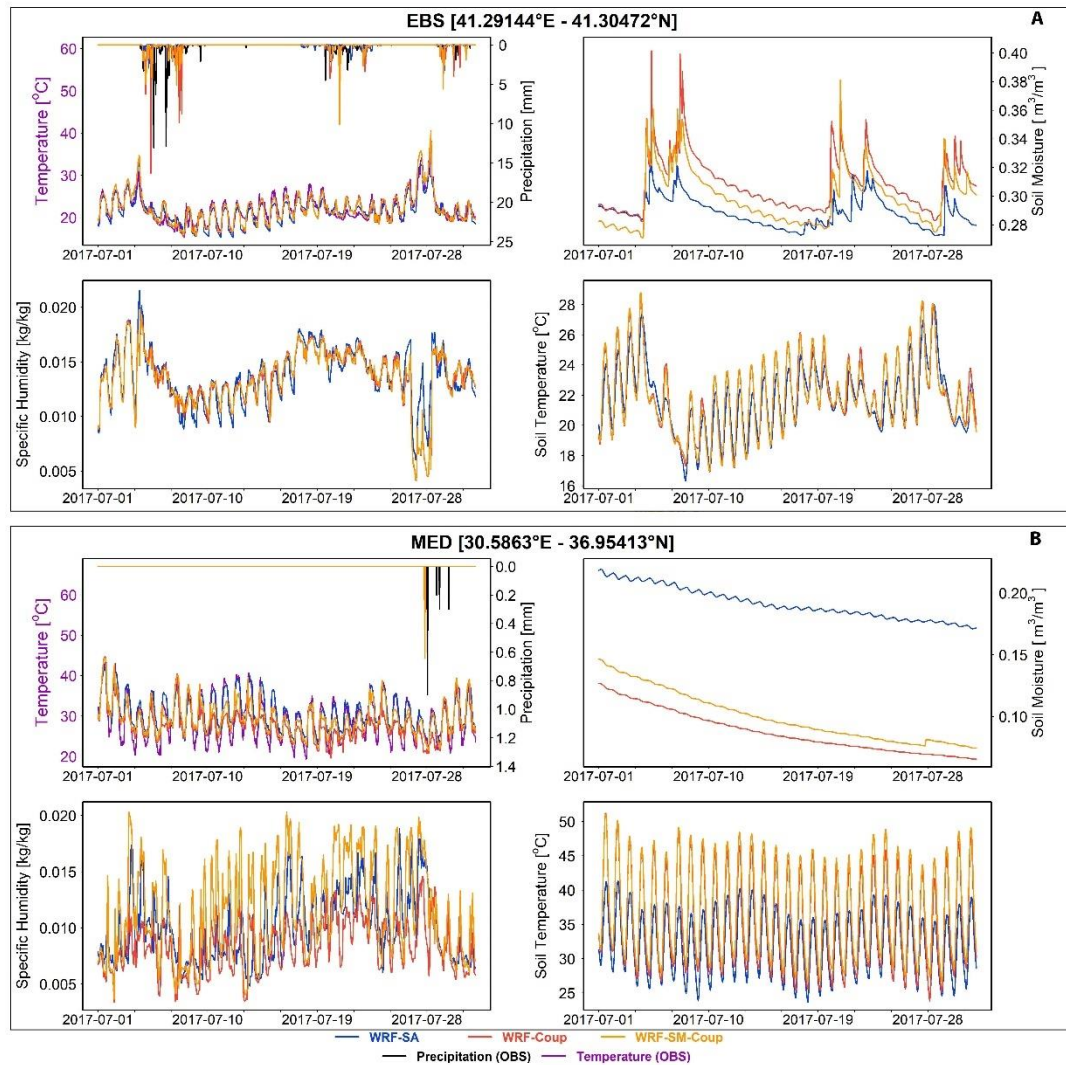 EBS [41.29144°E - 41.30472°N]
A
Temperature [°C]
60
50
40
30
20
0
5
10
15
20
25
Precipitation [mm]
2017-07-01 2017-07-10 2017-07-19 2017-07-28
0.40
0.38
0.36
0.34
0.32
0.30
0.28
Soil Moisture [ m³/m³ ]
2017-07-01 2017-07-10 2017-07-19 2017-07-28
Specific Humidity [kg/kg]
0.020
0.015
0.010
0.005
2017-07-01 2017-07-10 2017-07-19 2017-07-28
Soil Temperature [°C]
28
26
24
22
20
18
16
2017-07-01 2017-07-10 2017-07-19 2017-07-28
MED [30.5863°E - 36.95413°N]
B
Temperature [°C]
60
50
40
30
20
0.0
0.2
0.4
0.6
0.8
1.0
1.2
1.4
Precipitation [mm]
2017-07-01 2017-07-10 2017-07-19 2017-07-28
0.20
0.15
0.10
Soil Moisture [ m³/m³ ]
2017-07-01 2017-07-10 2017-07-19 2017-07-28
Specific Humidity [kg/kg]
0.020
0.015
0.010
0.005
2017-07-01 2017-07-10 2017-07-19 2017-07-28
Soil Temperature [°C]
50
45
40
35
30
25
2017-07-01 2017-07-10 2017-07-19 2017-07-28
WRF-SA WRF-Coup WRF-SM-Coup
Precipitation (OBS) Temperature (OBS)